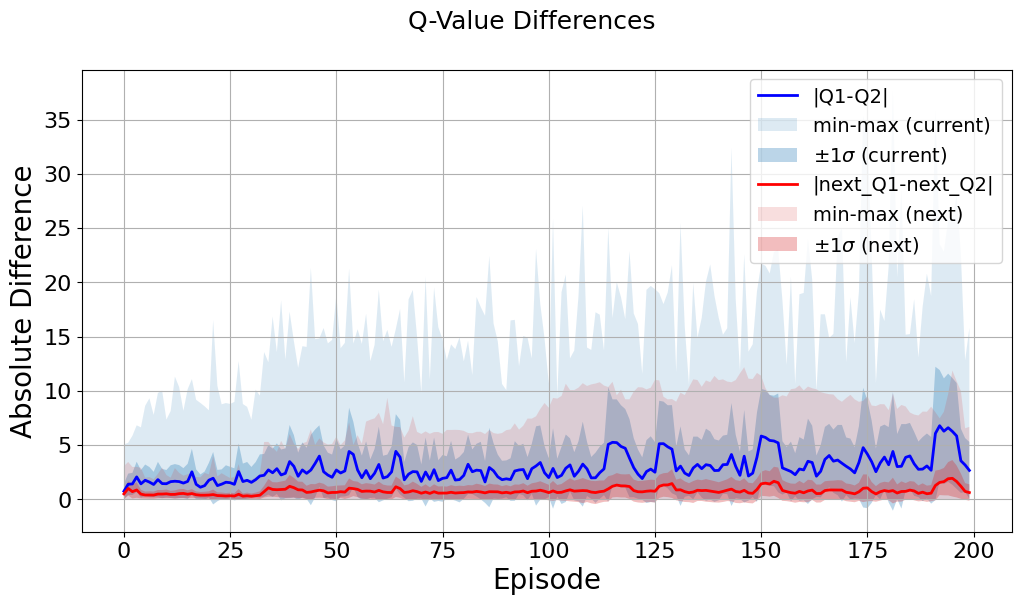 Q-Value Differences
Absolute Difference
35
30
25
20
15
10
5
0
|Q1-Q2|
min-max (current)
±1σ (current)
|next_Q1-next_Q2|
min-max (next)
±1σ (next)
0 25 50 75 100 125 150 175 200
Episode